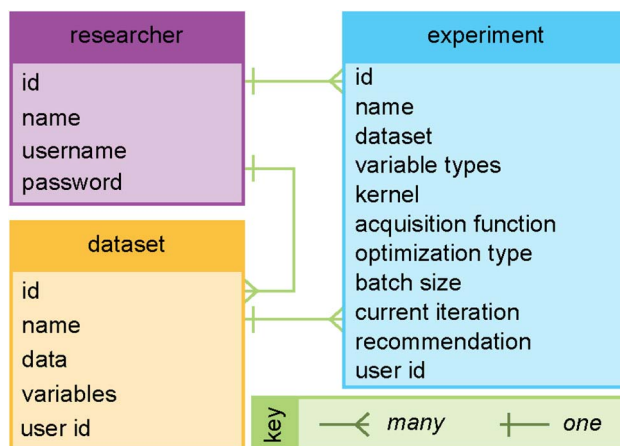 researcher
id
name
username
password
experiment
id
name
dataset
variable types
kernel
acquisition function
optimization type
batch size
current iteration
recommendation
user id
dataset
id
name
data
variables
user id
key
many
one